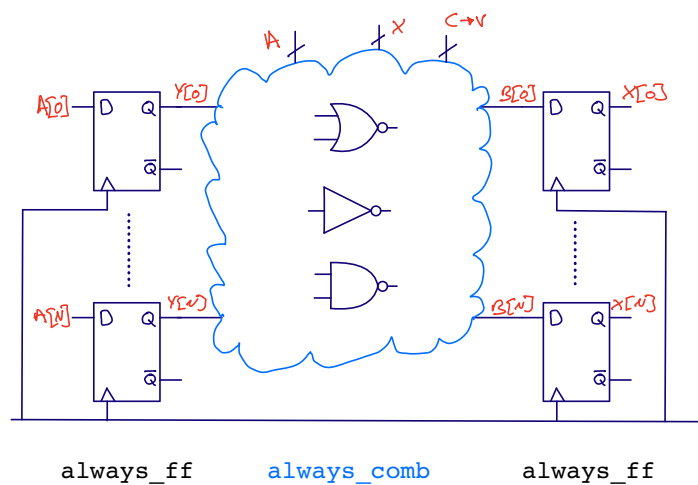 A X C→V
A[0] D Q Y[0] B[0] D Q X[0]
Q Q
A[N] D Q Y[N] B[N] D Q X[N]
Q Q
always_ff always_comb always_ff